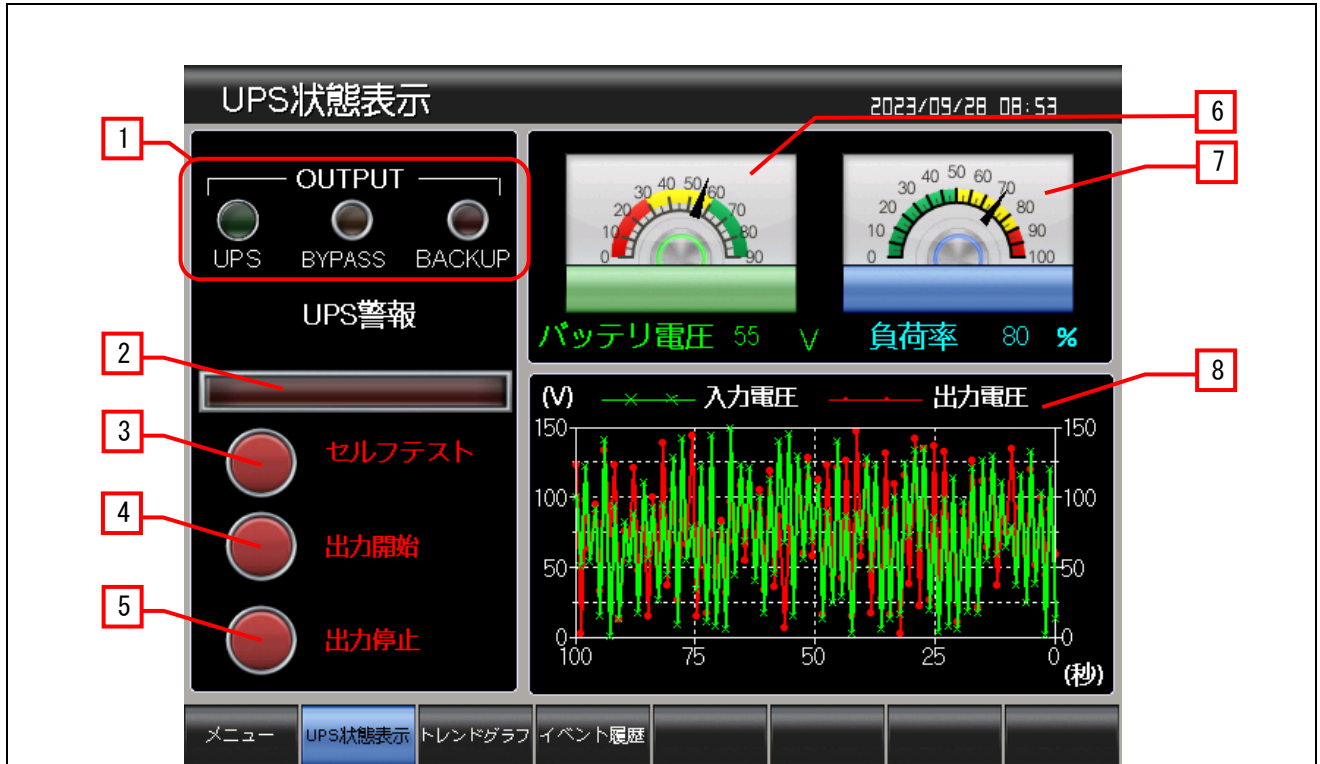 UPS状態表示
2023/09/28 08:53
1
OUTPUT
UPS BYPASS BACKUP
UPS警報
2
3
セルフテスト
4
出力開始
5
出力停止
6
0 10 20 30 40 50 60 70 80 90
バッテリ電圧 55 V
7
0 10 20 30 40 50 60 70 80 90 100
負荷率 80 %
8
(V) 入力電圧 出力電圧
150 150
100 100
50 50
0 0
100 75 50 25 0
(秒)
メニュー UPS状態表示 トレンドグラフ イベント履歴